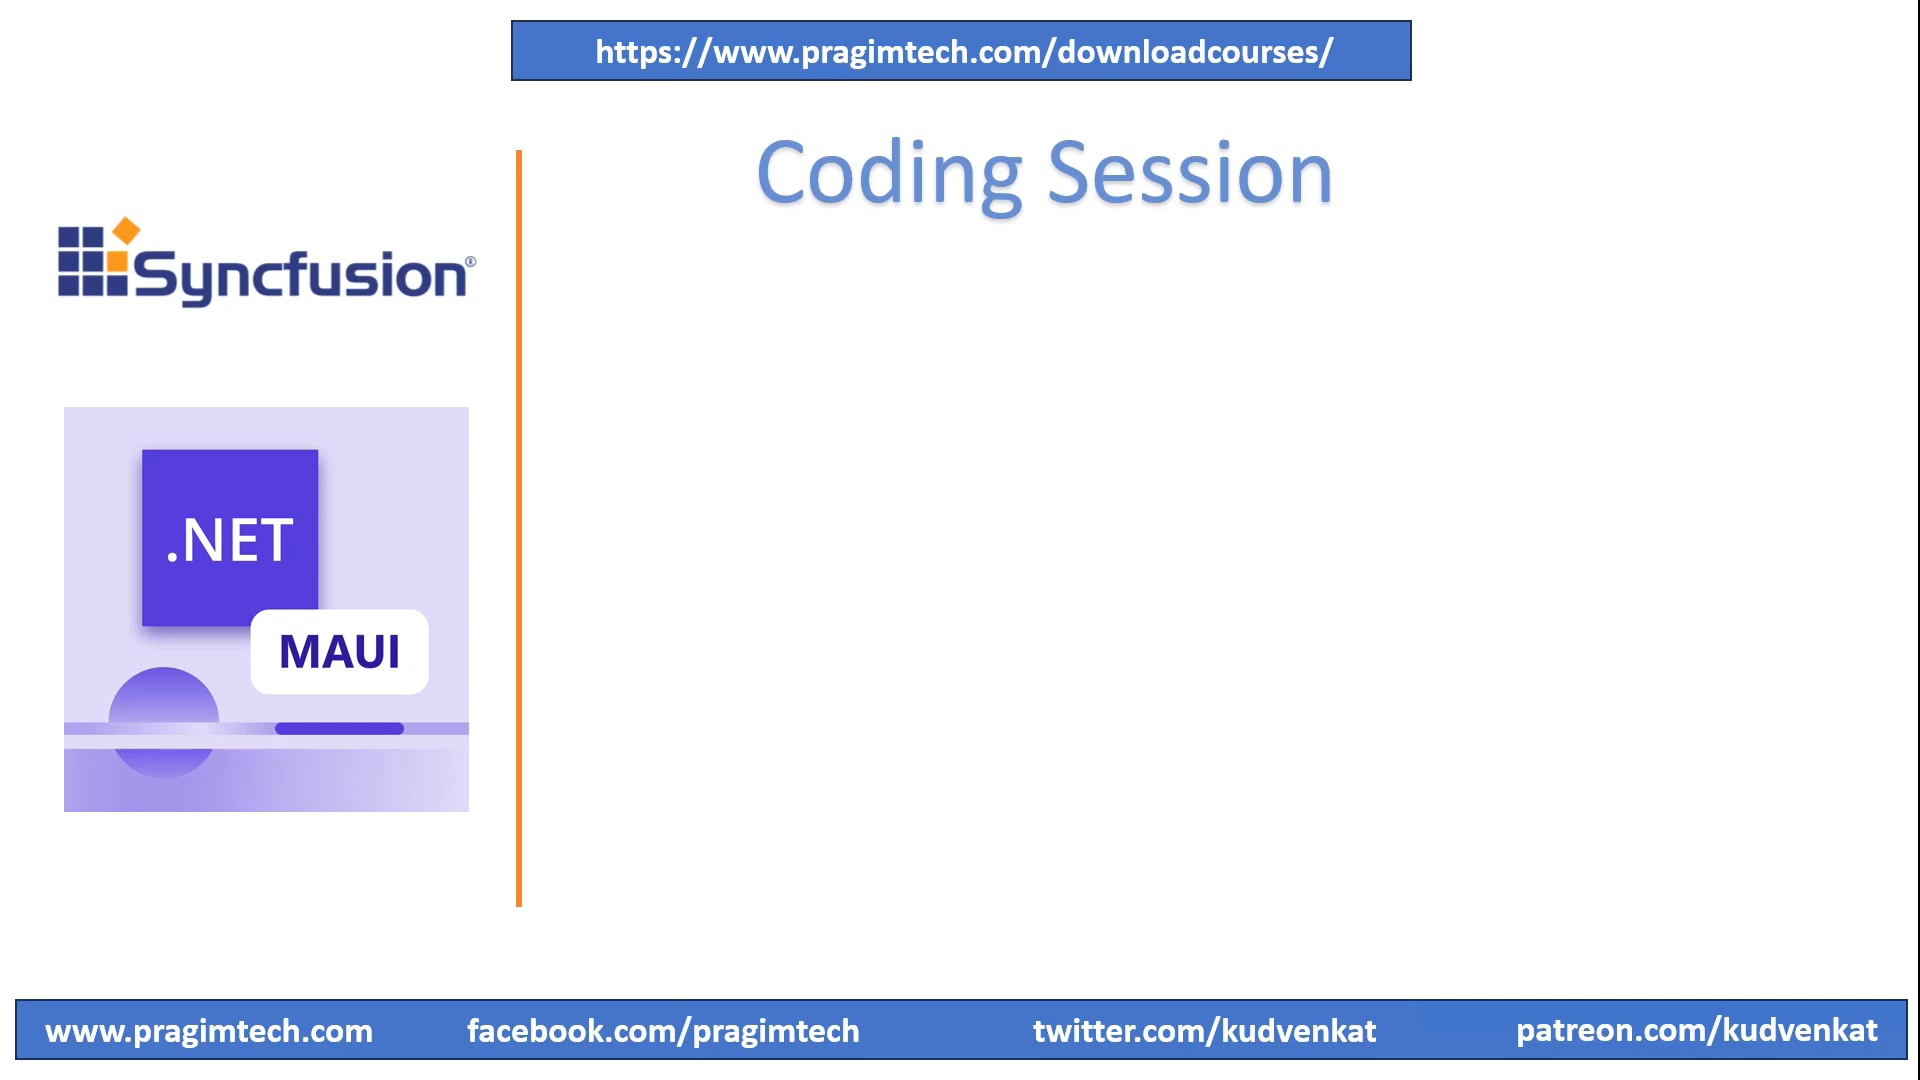 https://www.pragimtech.com/downloadcourses/
Coding Session
Syncfusion®
.NET
MAUI
www.pragimtech.com facebook.com/pragimtech twitter.com/kudvenkat patreon.com/kudvenkat